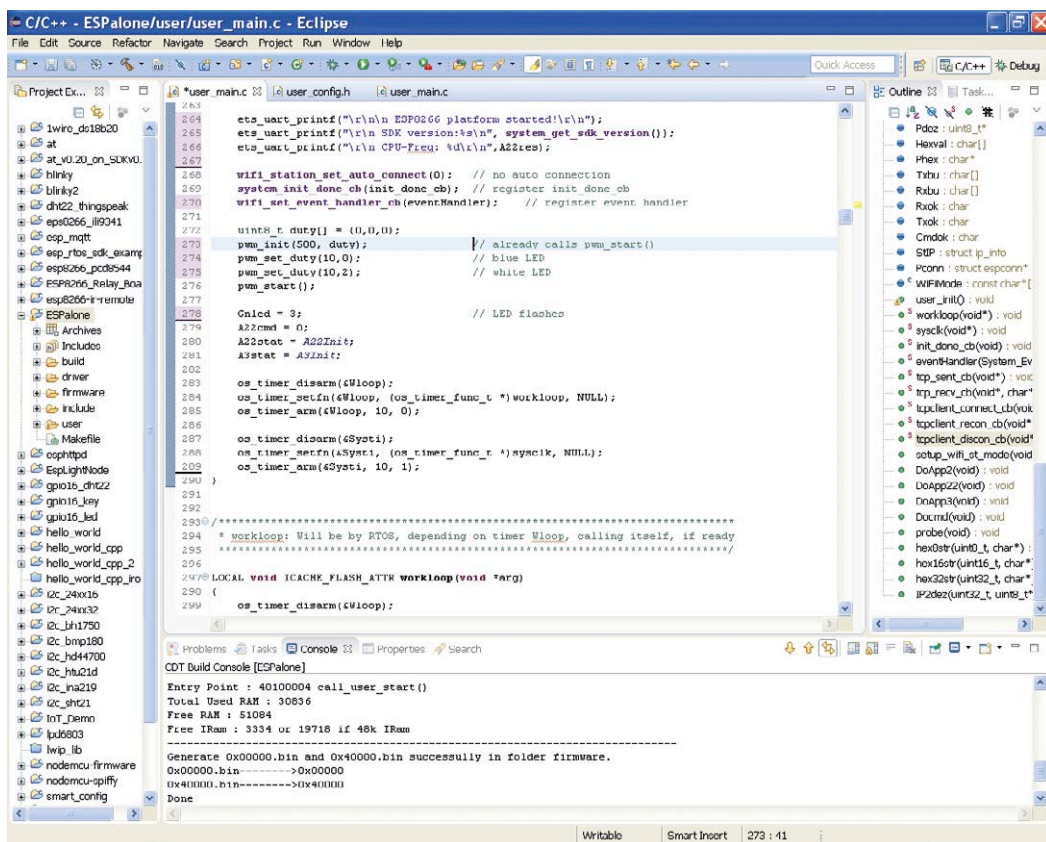 C/C++ - ESPalone/user/user_main.c - Eclipse
File Edit Source Refactor Navigate Search Project Run Window Help
Quick Access
C/C++
Debug
Project Ex...
1wire_ds18b20
at
at_v0.20_on_SDKv0.
blinky
blinky2
dht22_thingspeak
eps8266_ili9341
esp_mqtt
esp_rtos_sdk_examp
esp8266_pcd8544
ESP8266_Relay_Boa
esp8266-ir-remote
ESPalone
Archives
Includes
build
driver
firmware
include
user
Makefile
esphttpd
EspLightNode
gpio16_dht22
gpio16_key
gpio16_led
hello_world
hello_world_cpp
hello_world_cpp_2
hello_world_cpp_iro
i2c_24xx16
i2c_24xx32
i2c_bh1750
i2c_bmp180
i2c_hd44780
i2c_htu21d
i2c_ina219
i2c_sht21
IoT_Demo
lpd6803
lwip_lib
nodemcu-firmware
nodemcu-spiffy
smart_config
*user_main.c
user_config.h
user_main.c
263
264 ets_uart_printf("\r\n\n ESP8266 platform started!\r\n");
265 ets_uart_printf("\r\n SDK version:%s\n", system_get_sdk_version());
266 ets_uart_printf("\r\n CPU-Freq: %d\r\n",A22res);
267
268 wifi_station_set_auto_connect(0); // no auto connection
269 system_init_done_cb(init_done_cb); // register init_done_cb
270 wifi_set_event_handler_cb(eventHandler); // register event handler
271
272 uint8_t duty[] = {0,0,0};
273 pwm_init(500, duty); // already calls pwm_start()
274 pwm_set_duty(10,0); // blue LED
275 pwm_set_duty(10,2); // white LED
276 pwm_start();
277
278 Cnled = 3; // LED flashes
279 A22cmd = 0;
280 A22stat = A22Init;
281 A3stat = A3Init;
282
283 os_timer_disarm(&Wloop);
284 os_timer_setfn(&Wloop, (os_timer_func_t *)workloop, NULL);
285 os_timer_arm(&Wloop, 10, 0);
286
287 os_timer_disarm(&Systi);
288 os_timer_setfn(&Systi, (os_timer_func_t *)sysclk, NULL);
289 os_timer_arm(&Systi, 10, 1);
290 }
291
292
293 /******************************************************************************
294 * workloop: Will be by RTOS, depending on timer Wloop, calling itself, if ready
295 ******************************************************************************/
296
297 LOCAL void ICACHE_FLASH_ATTR workloop(void *arg)
298 {
299 os_timer_disarm(&Wloop);
Outline
Task...
Pdoz : uint8_t*
Hexval : char[]
Phex : char*
Txbu : char[]
Rxbu : char[]
Rxok : char
Txok : char
Cmdok : char
StIP : struct ip_info
Pconn : struct espconn*
WiFiMode : const char*[
user_init() : void
workloop(void*) : void
sysclk(void*) : void
init_done_cb(void) : void
eventHandler(System_Ev
tcp_sent_cb(void*) : voic
tcp_recv_cb(void*, char*
tcpclient_connect_cb(voic
tcpclient_recon_cb(void*
tcpclient_discon_cb(void*
setup_wifi_st_mode(void
DoApp2(void) : void
DoApp22(void) : void
DoApp3(void) : void
Docmd(void) : void
probe(void) : void
hex8str(uint8_t, char*) :
hex16str(uint16_t, char*
hex32str(uint32_t, char*
IP2dez(uint32_t, uint8_t*
Problems Tasks Console Properties Search
CDT Build Console [ESPalone]
Entry Point : 40100004 call_user_start()
Total Used RAM : 30836
Free RAM : 51084
Free IRam : 3334 or 19718 if 48k IRam
------------------------------------------------------------------------------
Generate 0x00000.bin and 0x40000.bin successully in folder firmware.
0x00000.bin-------->0x00000
0x40000.bin-------->0x40000
Done
Writable
Smart Insert
273 : 41